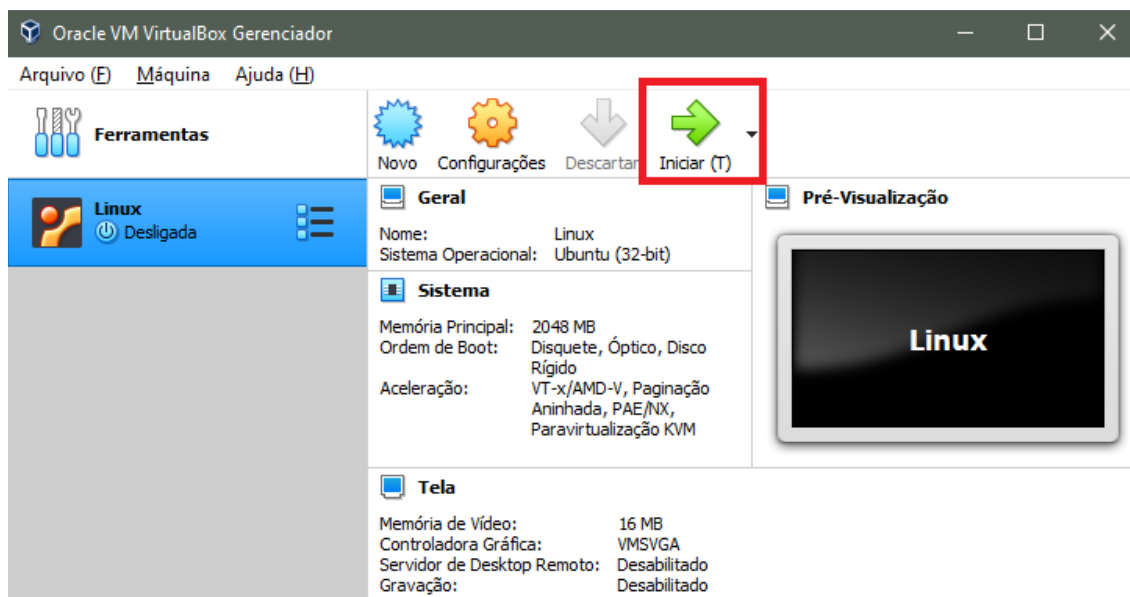 Oracle VM VirtualBox Gerenciador
Arquivo (F) Máquina Ajuda (H)
Ferramentas
Novo Configurações Descartar Iniciar (T)
Linux
Desligada
Geral
Nome: Linux
Sistema Operacional: Ubuntu (32-bit)
Sistema
Memória Principal: 2048 MB
Ordem de Boot: Disquete, Óptico, Disco
Rígido
Aceleração: VT-x/AMD-V, Paginação
Aninhada, PAE/NX,
Paravirtualização KVM
Pré-Visualização
Linux
Tela
Memória de Vídeo: 16 MB
Controladora Gráfica: VMSVGA
Servidor de Desktop Remoto: Desabilitado
Gravação: Desabilitado